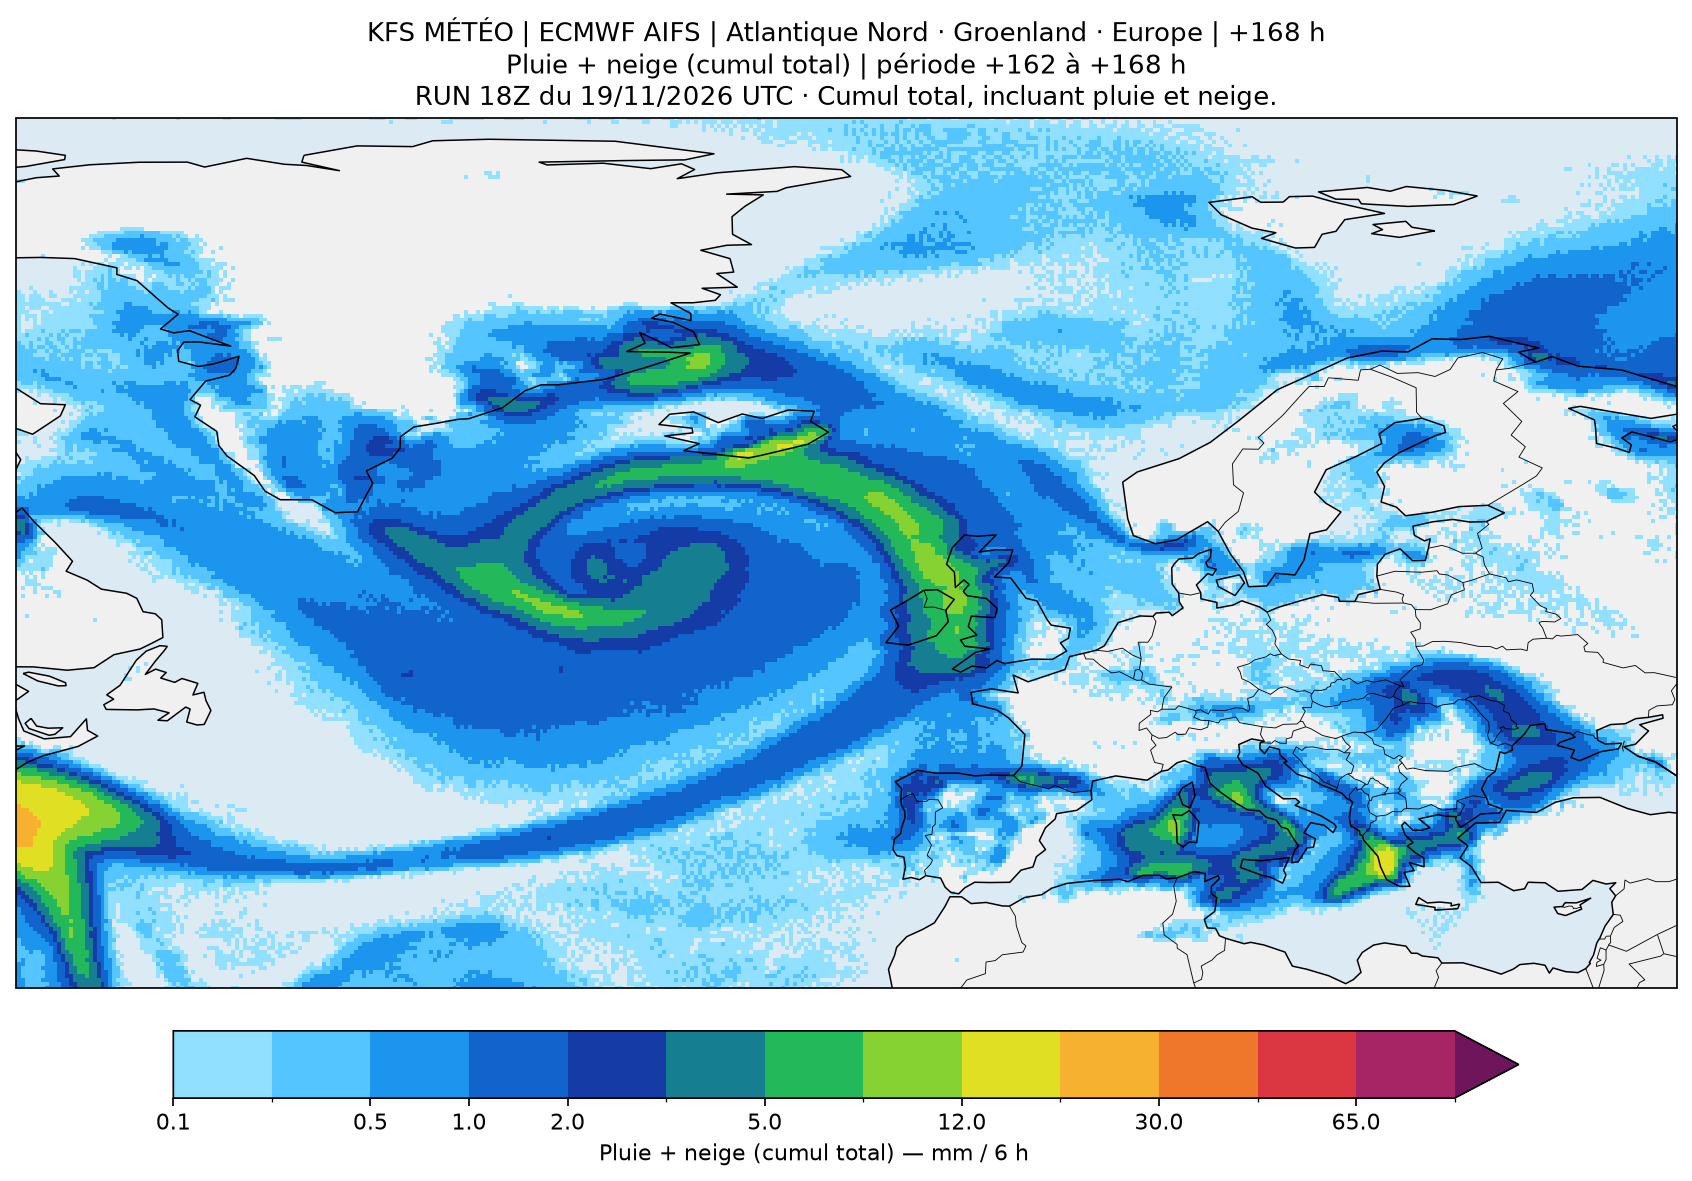 KFS MÉTÉO | ECMWF AIFS | Atlantique Nord · Groenland · Europe | +168 h
Pluie + neige (cumul total) | période +162 à +168 h
RUN 18Z du 19/11/2026 UTC · Cumul total, incluant pluie et neige.
0.1 0.5 1.0 2.0 5.0 12.0 30.0 65.0
Pluie + neige (cumul total) — mm / 6 h